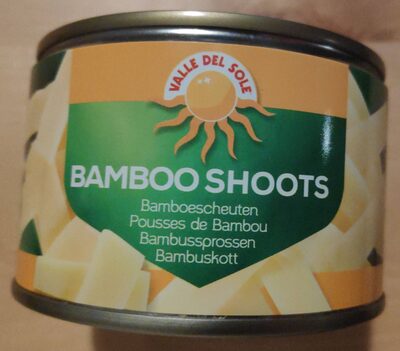 VALLE DEL SOLE
BAMBOO SHOOTS
Bamboescheuten
Pousses de Bambou
Bambussprossen
Bambuskott